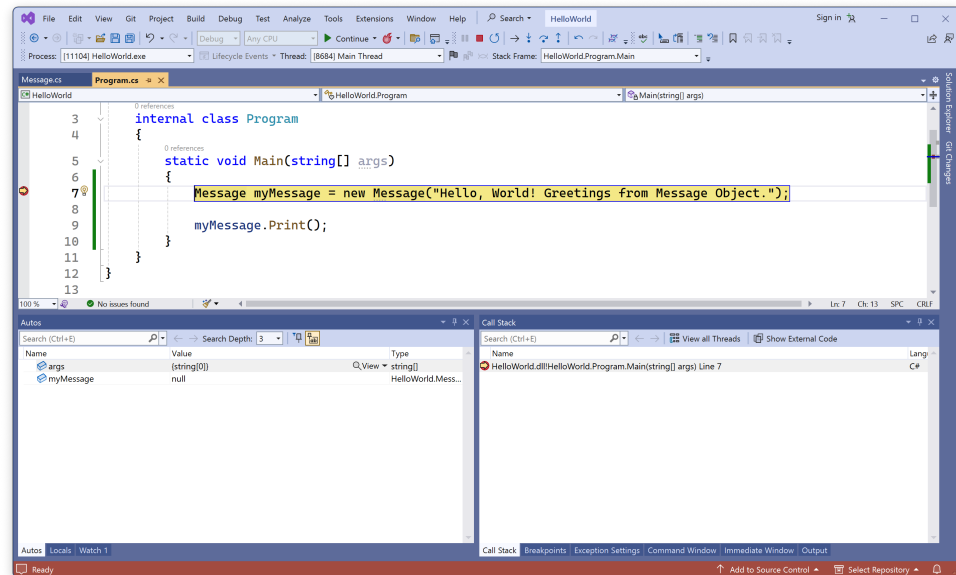 File Edit View Git Project Build Debug Test Analyze Tools Extensions Window Help Search HelloWorld Sign in
Debug Any CPU Continue
Process: [11104] HelloWorld.exe Lifecycle Events Thread: [8684] Main Thread Stack Frame: HelloWorld.Program.Main
Message.cs Program.cs
HelloWorld HelloWorld.Program Main(string[] args)
Solution Explorer
Git Changes
0 references
3 internal class Program
4 {
0 references
5 static void Main(string[] args)
6 {
7 Message myMessage = new Message("Hello, World! Greetings from Message Object.");
8
9 myMessage.Print();
10 }
11 }
12 }
13
100 % No issues found Ln: 7 Ch: 13 SPC CRLF
Autos
Search (Ctrl+E) Search Depth: 3
Name Value Type
args {string[0]} View string[]
myMessage null HelloWorld.Mess...
Autos Locals Watch 1
Call Stack
Search (Ctrl+E) View all Threads Show External Code
Name Lang
HelloWorld.dll!HelloWorld.Program.Main(string[] args) Line 7 C#
Call Stack Breakpoints Exception Settings Command Window Immediate Window Output
Ready Add to Source Control Select Repository